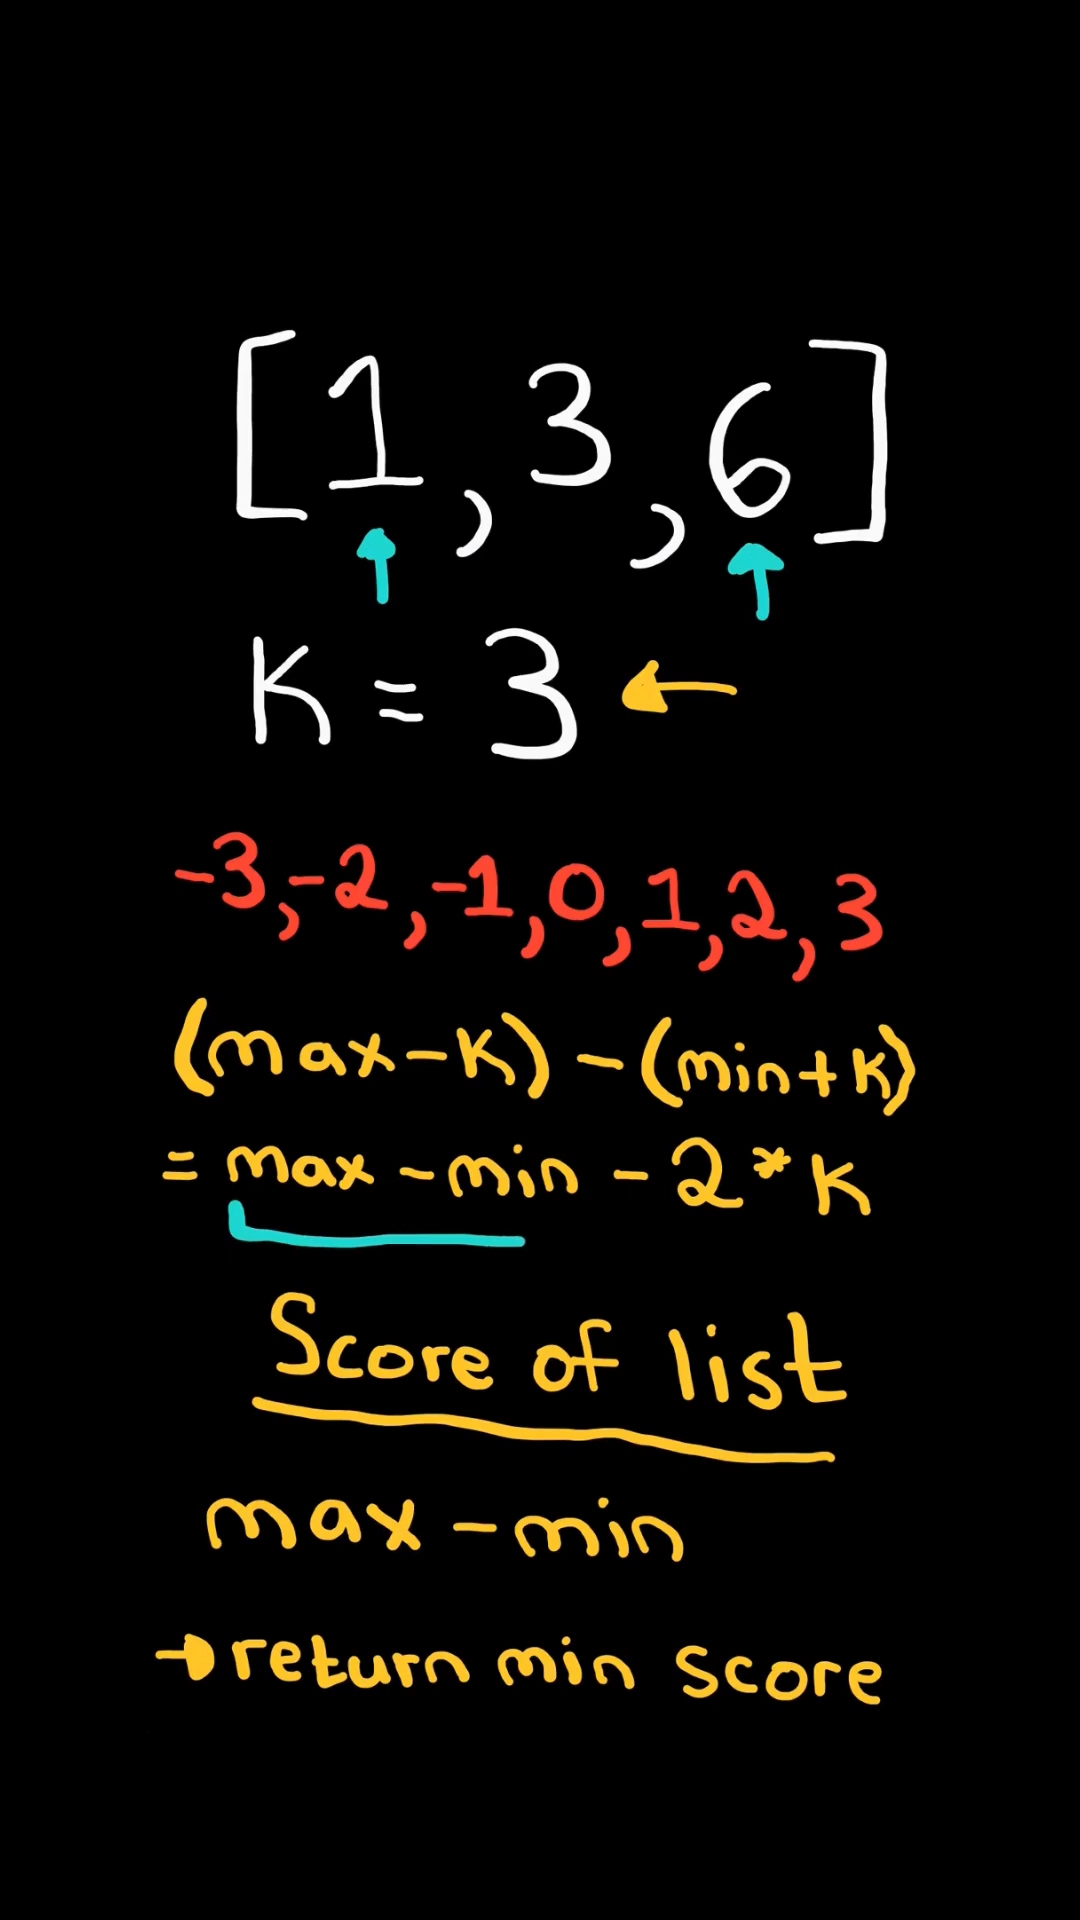 [1, 3, 6]
K = 3
-3, -2, -1, 0, 1, 2, 3
(max-K) - (min+K)
= max - min - 2 * K
Score of list
max - min
→ return min score